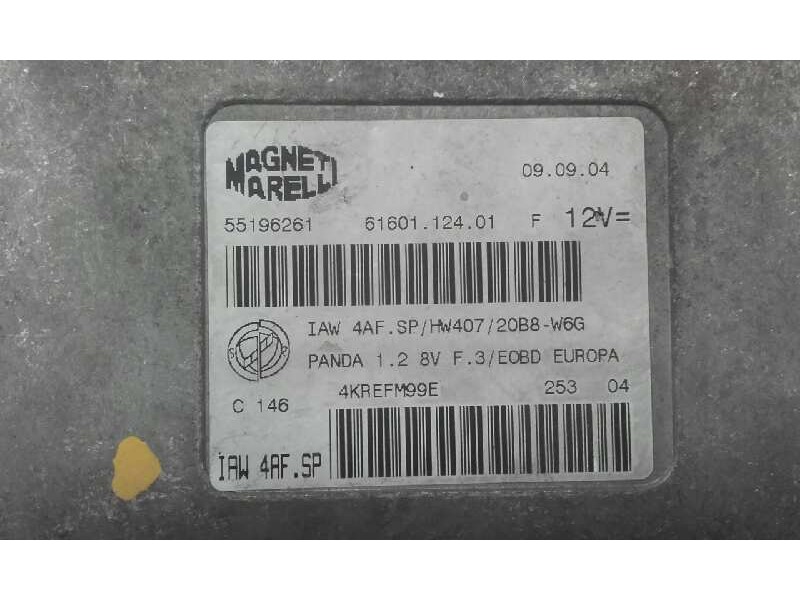 MAGNETI
MARELLI
09.09.04
55196261 61601.124.01 F 12V=
IAW 4AF.SP/HW407/20B8-W6G
PANDA 1.2 8V F.3/EOBD EUROPA
4KREFM99E 253 04
C 146
IAW 4AF.SP